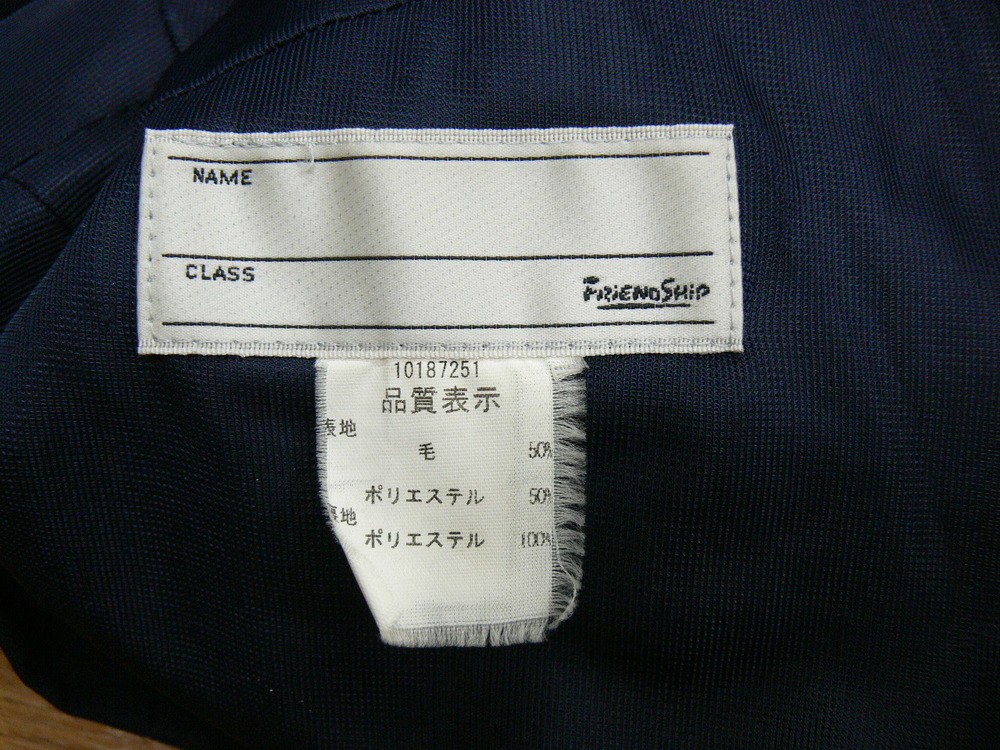 NAME
CLASS
FRIENDSHIP
10187251
品質表示
表地
毛 50%
ポリエステル 50%
裏地
ポリエステル 100%